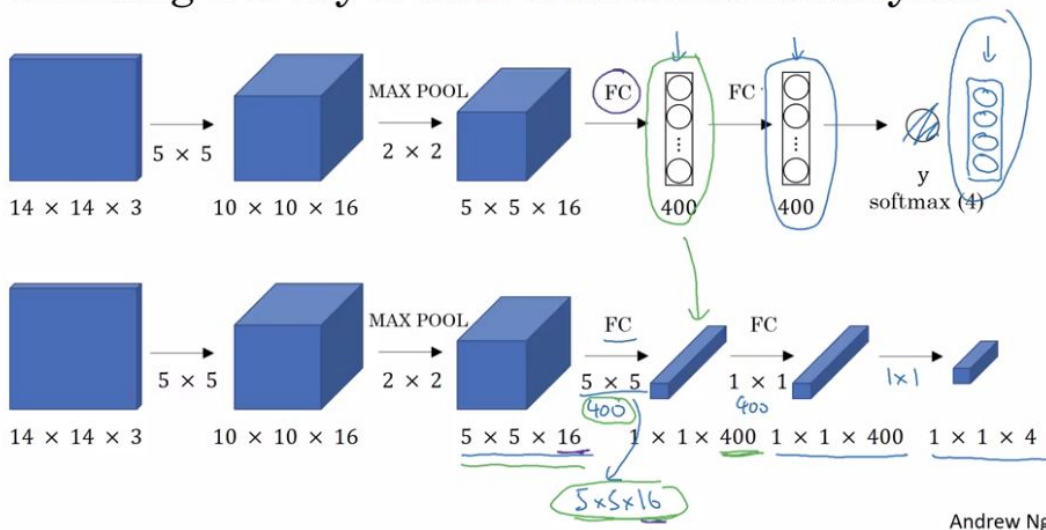 MAX POOL FC FC
5 × 5 2 × 2
y
14 × 14 × 3 10 × 10 × 16 5 × 5 × 16 400 400 softmax (4)
MAX POOL FC FC
5 × 5 2 × 2 5 × 5 1 × 1 1×1
400 400
14 × 14 × 3 10 × 10 × 16 5 × 5 × 16 1 × 1 × 400 1 × 1 × 400 1 × 1 × 4
5×5×16
Andrew Ng